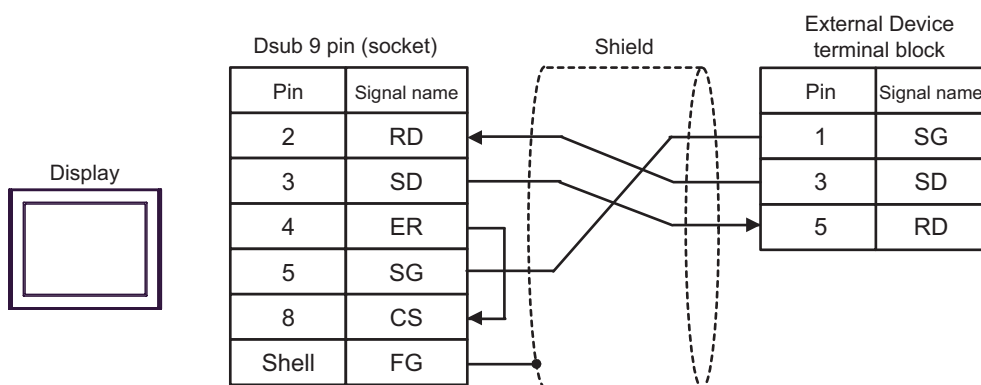 External Device
terminal block
Dsub 9 pin (socket)
Shield
Pin Signal name
2 RD
3 SD
4 ER
5 SG
8 CS
Shell FG
Pin Signal name
1 SG
3 SD
5 RD
Display